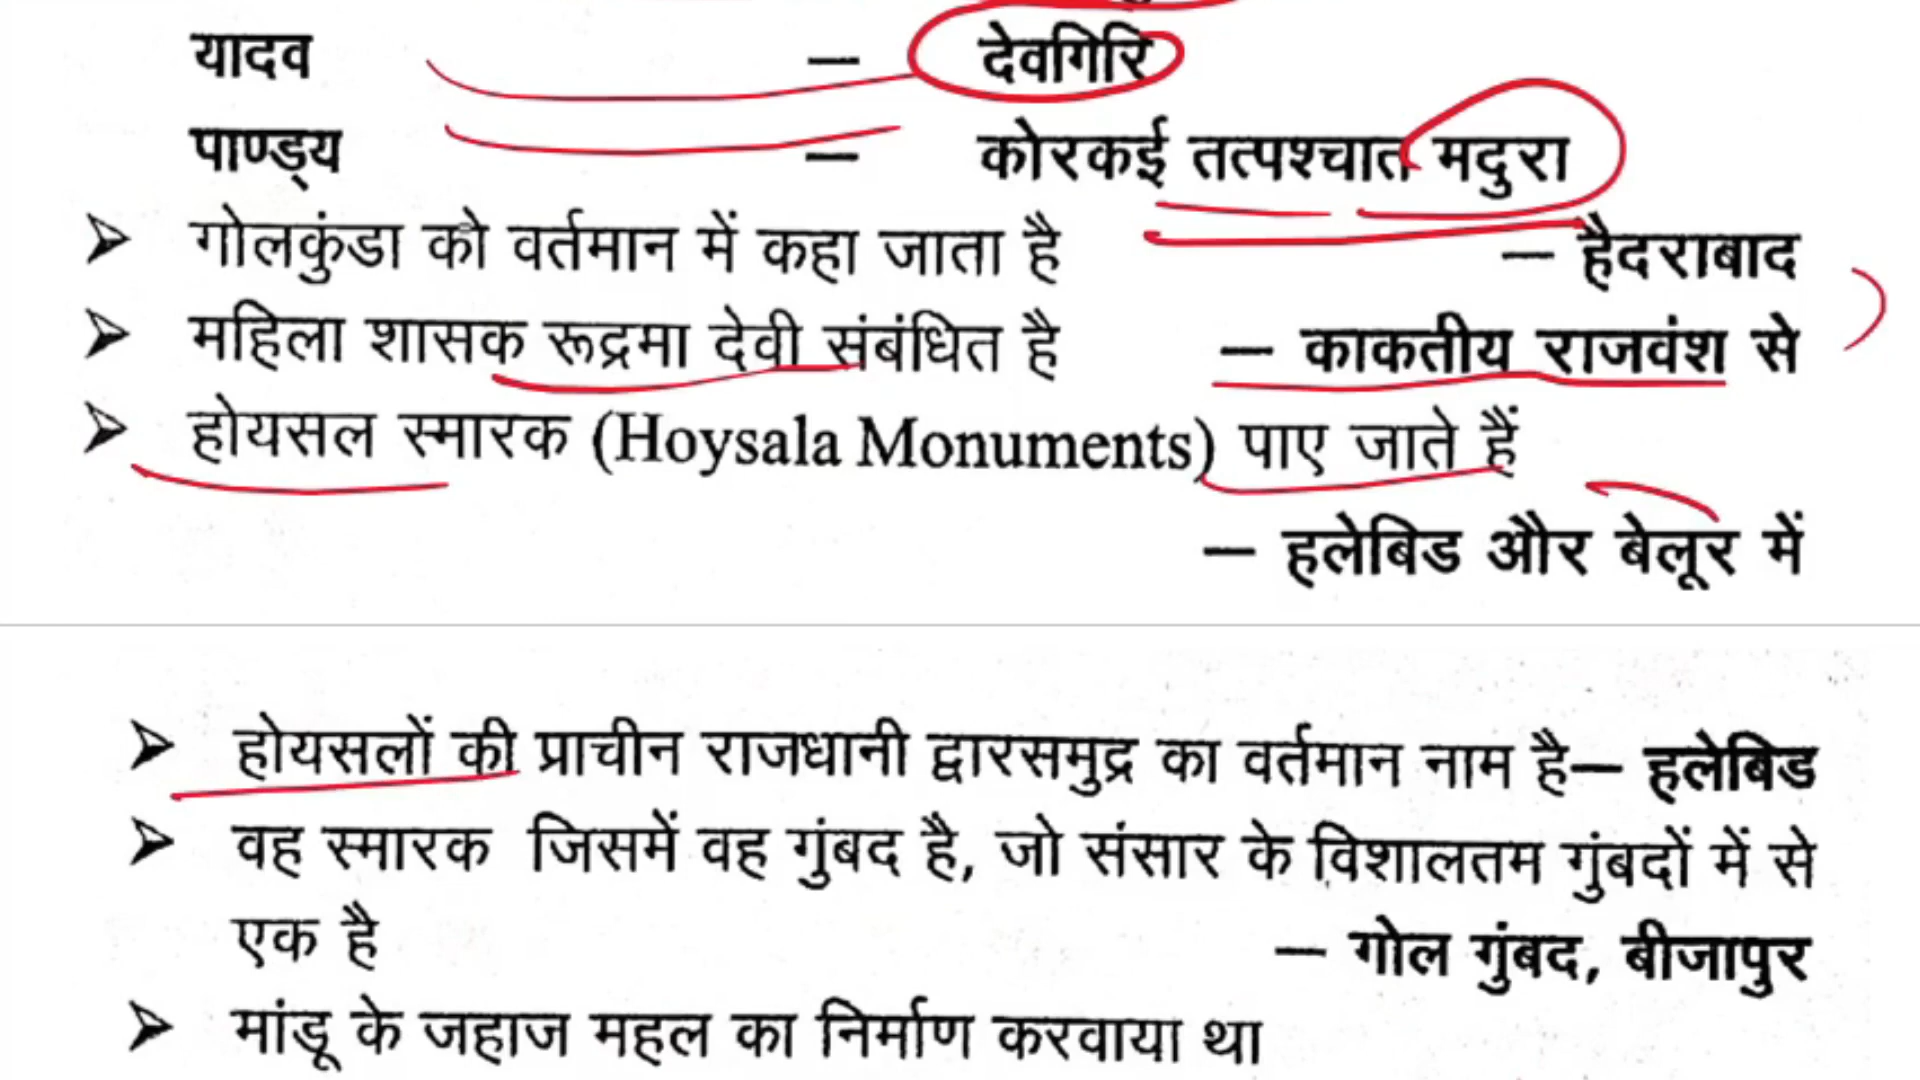 यादव — देवगिरि
पाण्ड्य — कोरकई तत्पश्चात मदुरा
➢ गोलकुंडा को वर्तमान में कहा जाता है — हैदराबाद
➢ महिला शासक रूद्रमा देवी संबंधित है — काकतीय राजवंश से
➢ होयसल स्मारक (Hoysala Monuments) पाए जाते हैं
— हलेबिड और बेलूर में
➢ होयसलों की प्राचीन राजधानी द्वारसमुद्र का वर्तमान नाम है— हलेबिड
➢ वह स्मारक जिसमें वह गुंबद है, जो संसार के विशालतम गुंबदों में से
एक है — गोल गुंबद, बीजापुर
➢ मांडू के जहाज महल का निर्माण करवाया था